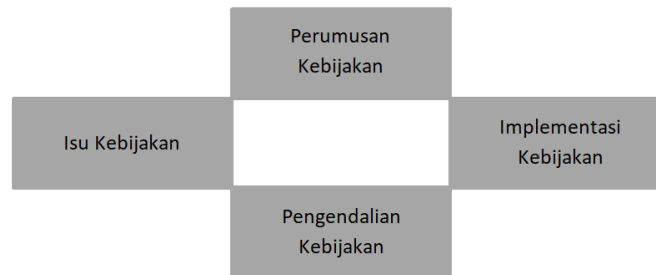 Perumusan
Kebijakan
Isu Kebijakan
Implementasi
Kebijakan
Pengendalian
Kebijakan